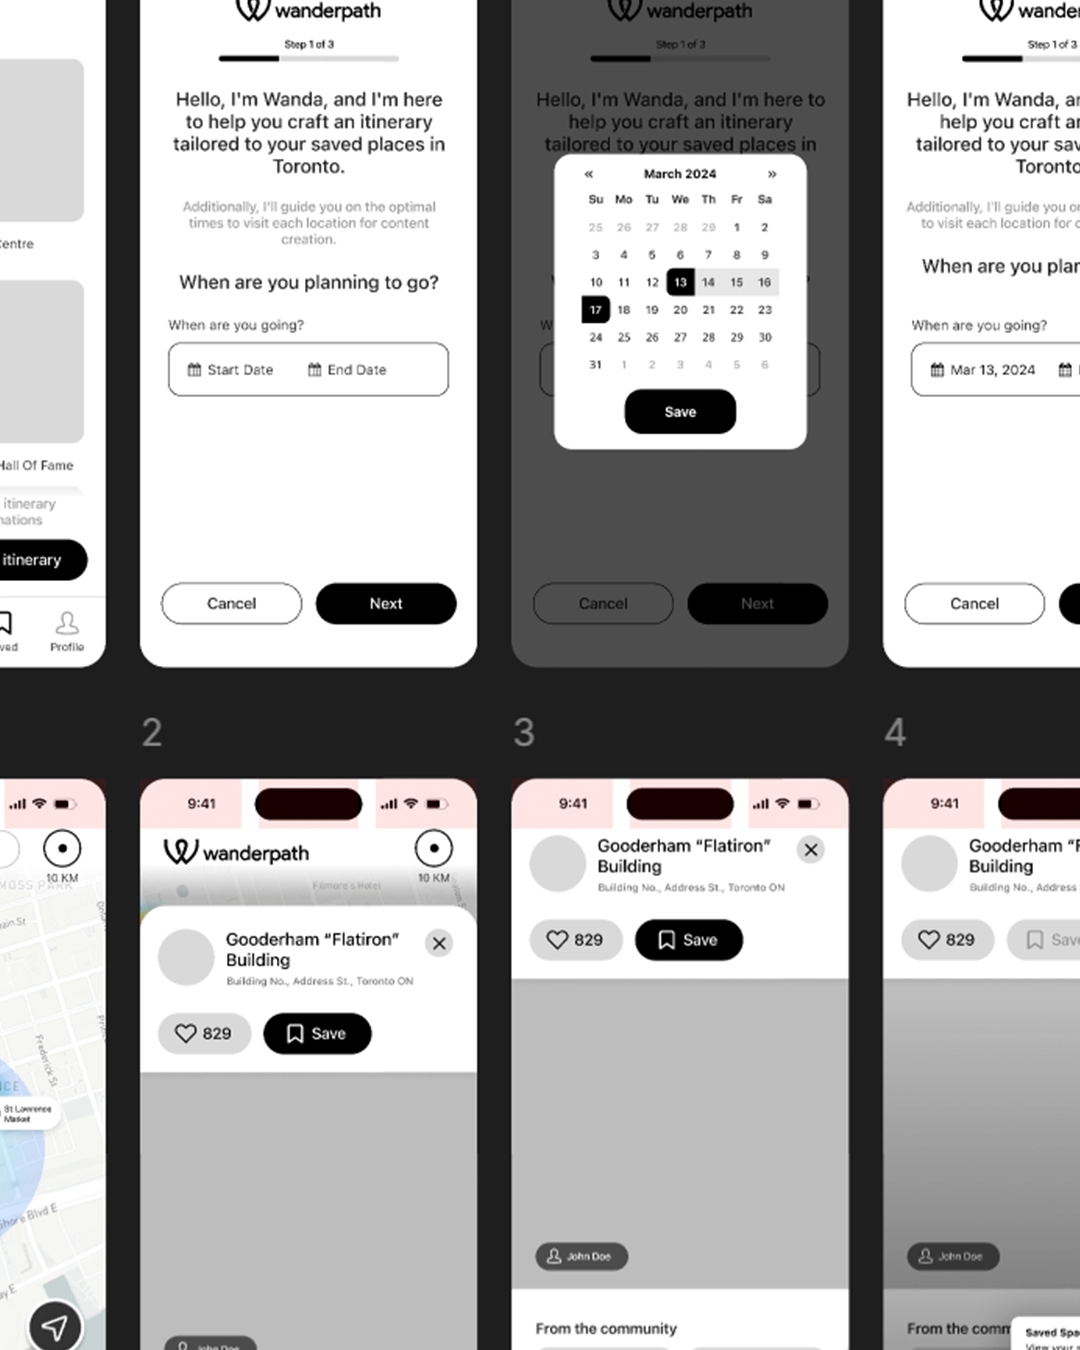 Centre
Hall Of Fame
itinerary
itinerary
Profile
wanderpath
Step 1 of 3
Hello, I'm Wanda, and I'm here
to help you craft an itinerary
tailored to your saved places in
Toronto.
Additionally, I'll guide you on the optimal
times to visit each location for content
creation.
When are you planning to go?
When are you going?
Start Date End Date
Cancel Next
wanderpath
Step 1 of 3
Hello, I'm Wanda, and I'm here to
help you craft an itinerary
tailored to your saved places in
« March 2024 »
Su Mo Tu We Th Fr Sa
25 26 27 28 29 1 2
3 4 5 6 7 8 9
10 11 12 13 14 15 16
17 18 19 20 21 22 23
24 25 26 27 28 29 30
31 1 2 3 4 5 6
Save
Cancel Next
Step 1 of 3
Hello, I'm Wanda,
help you craft
tailored to your
Toronto
Additionally, I'll guide you
to visit each location for
When are you
When are you going?
Mar 13, 2024
Cancel
2
3
4
10 KM
MOSS PARK
Frederick St
St Lawrence
Market
Shore Blvd E
9:41
wanderpath
10 KM
Filmore's Hotel
Gooderham “Flatiron”
Building
Building No., Address St., Toronto ON
829 Save
John Doe
9:41
Gooderham “Flatiron”
Building
Building No., Address St., Toronto ON
829 Save
John Doe
From the community
9:41
Gooderham
Building
Building No., Address
829 Save
John Doe
From the
Saved
View your